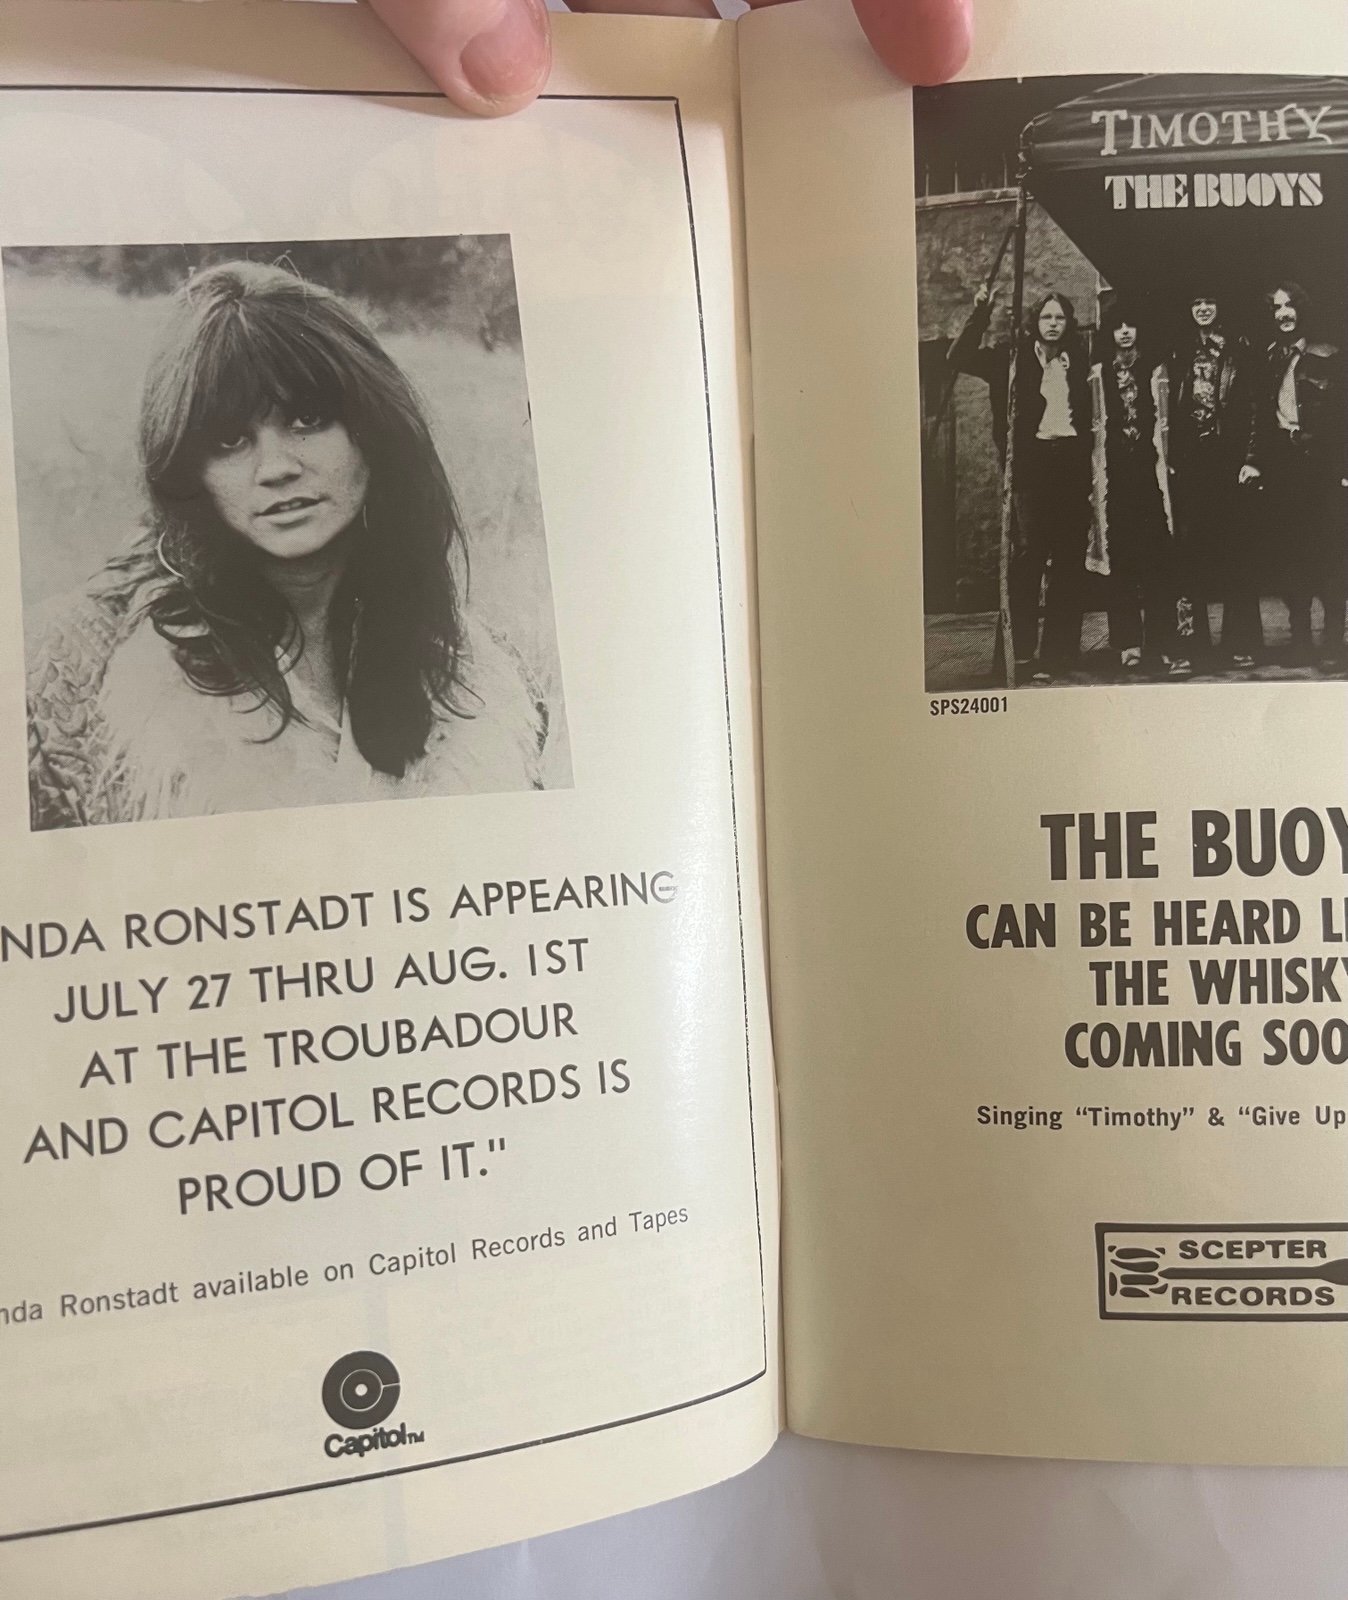 NDA RONSTADT IS APPEARING
JULY 27 THRU AUG. 1ST
AT THE TROUBADOUR
AND CAPITOL RECORDS IS
PROUD OF IT."
nda Ronstadt available on Capitol Records and Tapes
Capitol TM
TIMOTHY
THE BUOYS
SPS24001
THE BUOY
CAN BE HEARD LI
THE WHISKY
COMING SOO
Singing "Timothy" & "Give Up
SCEPTER
RECORDS